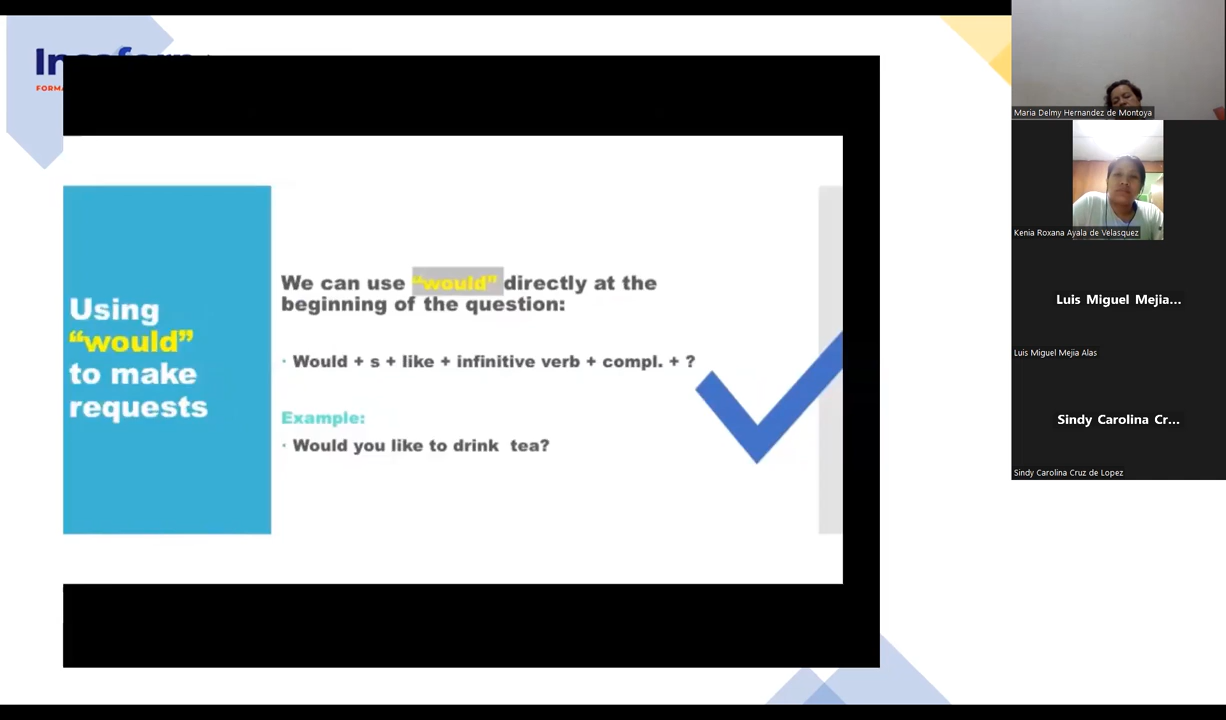 Using
“would”
to make
requests
We can use “would” directly at the
beginning of the question:
· Would + s + like + infinitive verb + compl. + ?
Example:
· Would you like to drink tea?
Maria Delmy Hernandez de Montoya
Kenia Roxana Ayala de Velasquez
Luis Miguel Mejia...
Luis Miguel Mejia Alas
Sindy Carolina Cr...
Sindy Carolina Cruz de Lopez